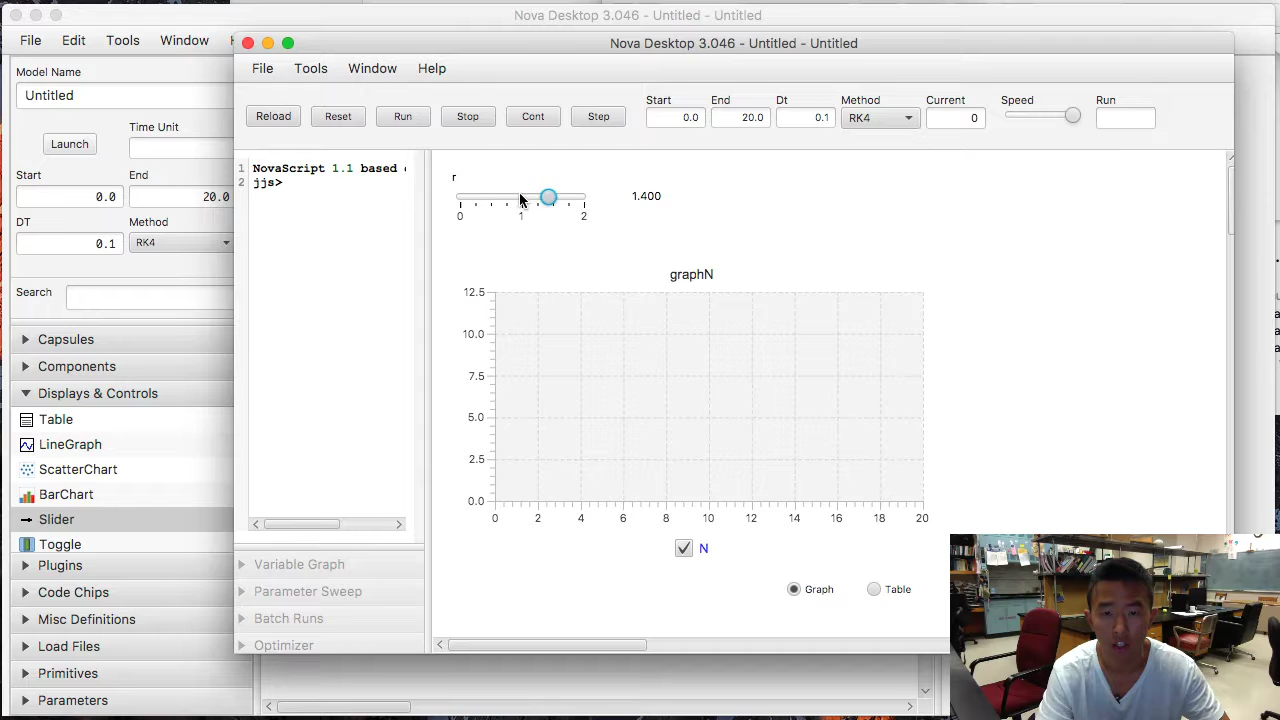 Nova Desktop 3.046 - Untitled - Untitled
File Edit Tools Window
Model Name
Untitled
Time Unit
Launch
Start End
0.0 20.0
DT Method
0.1 RK4
Search
Capsules
Components
Displays & Controls
Table
LineGraph
ScatterChart
BarChart
Slider
Toggle
Plugins
Code Chips
Misc Definitions
Load Files
Primitives
Parameters
Nova Desktop 3.046 - Untitled - Untitled
File Tools Window Help
Reload Reset Run Stop Cont Step
Start End Dt Method Current Speed Run
0.0 20.0 0.1 RK4 0
1 NovaScript 1.1 based
2 jjs>
Variable Graph
Parameter Sweep
Batch Runs
Optimizer
r
1.400
0 1 2
graphN
12.5
10.0
7.5
5.0
2.5
0.0
0 2 4 6 8 10 12 14 16 18 20
N
Graph Table